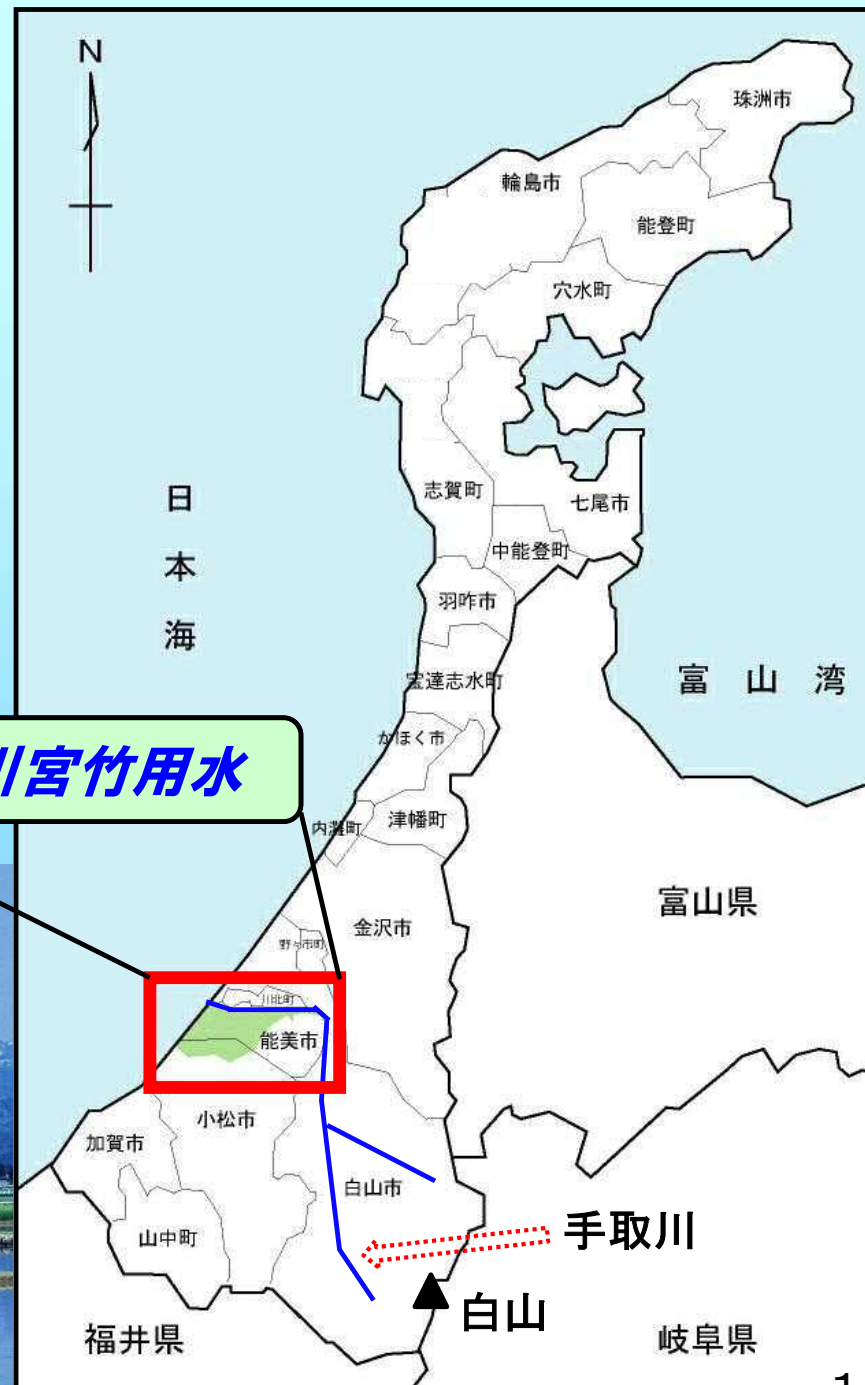 N
珠洲市
輪島市
能登町
穴水町
志賀町
七尾市
中能登町
日本海
羽咋市
宝達志水町
富山湾
かほく市
川宮竹用水
内灘町
津幡町
富山県
金沢市
野々市町
川北町
能美市
小松市
加賀市
白山市
山中町
手取川
白山
福井県
岐阜県
1